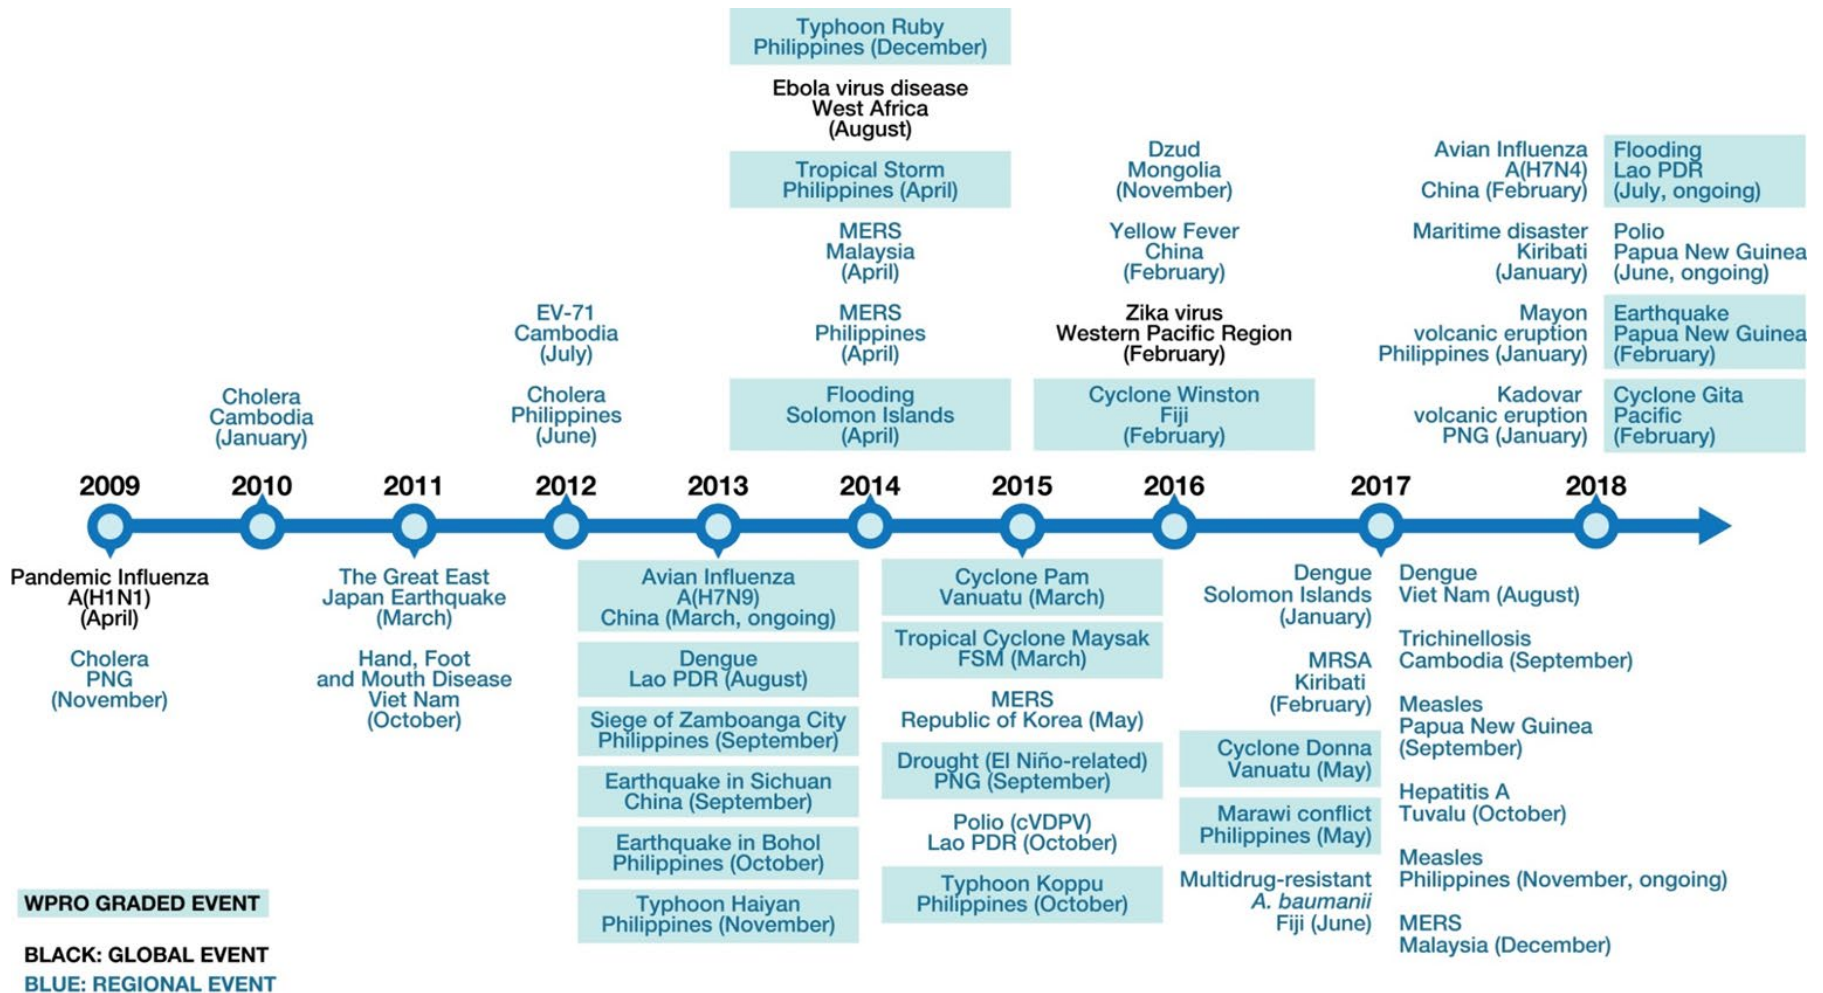 Typhoon Ruby
Philippines (December)
Ebola virus disease
West Africa
(August)
Tropical Storm
Philippines (April)
MERS
Malaysia
(April)
MERS
Philippines
(April)
Flooding
Solomon Islands
(April)
Dzud
Mongolia
(November)
Yellow Fever
China
(February)
Zika virus
Western Pacific Region
(February)
Cyclone Winston
Fiji
(February)
Avian Influenza
A(H7N4)
China (February)
Maritime disaster
Kiribati
(January)
Mayon
volcanic eruption
Philippines (January)
Kadovar
volcanic eruption
PNG (January)
Flooding
Lao PDR
(July, ongoing)
Polio
Papua New Guinea
(June, ongoing)
Earthquake
Papua New Guinea
(February)
Cyclone Gita
Pacific
(February)
EV-71
Cambodia
(July)
Cholera
Philippines
(June)
Cholera
Cambodia
(January)
2009 2010 2011 2012 2013 2014 2015 2016 2017 2018
Pandemic Influenza
A(H1N1)
(April)
Cholera
PNG
(November)
The Great East
Japan Earthquake
(March)
Hand, Foot
and Mouth Disease
Viet Nam
(October)
Avian Influenza
A(H7N9)
China (March, ongoing)
Dengue
Lao PDR (August)
Siege of Zamboanga City
Philippines (September)
Earthquake in Sichuan
China (September)
Earthquake in Bohol
Philippines (October)
Typhoon Haiyan
Philippines (November)
Cyclone Pam
Vanuatu (March)
Tropical Cyclone Maysak
FSM (March)
MERS
Republic of Korea (May)
Drought (El Niño-related)
PNG (September)
Polio (cVDPV)
Lao PDR (October)
Typhoon Koppu
Philippines (October)
Dengue
Solomon Islands
(January)
MRSA
Kiribati
(February)
Cyclone Donna
Vanuatu (May)
Marawi conflict
Philippines (May)
Multidrug-resistant
A. baumanii
Fiji (June)
Dengue
Viet Nam (August)
Trichinellosis
Cambodia (September)
Measles
Papua New Guinea
(September)
Hepatitis A
Tuvalu (October)
Measles
Philippines (November, ongoing)
MERS
Malaysia (December)
WPRO GRADED EVENT
BLACK: GLOBAL EVENT
BLUE: REGIONAL EVENT